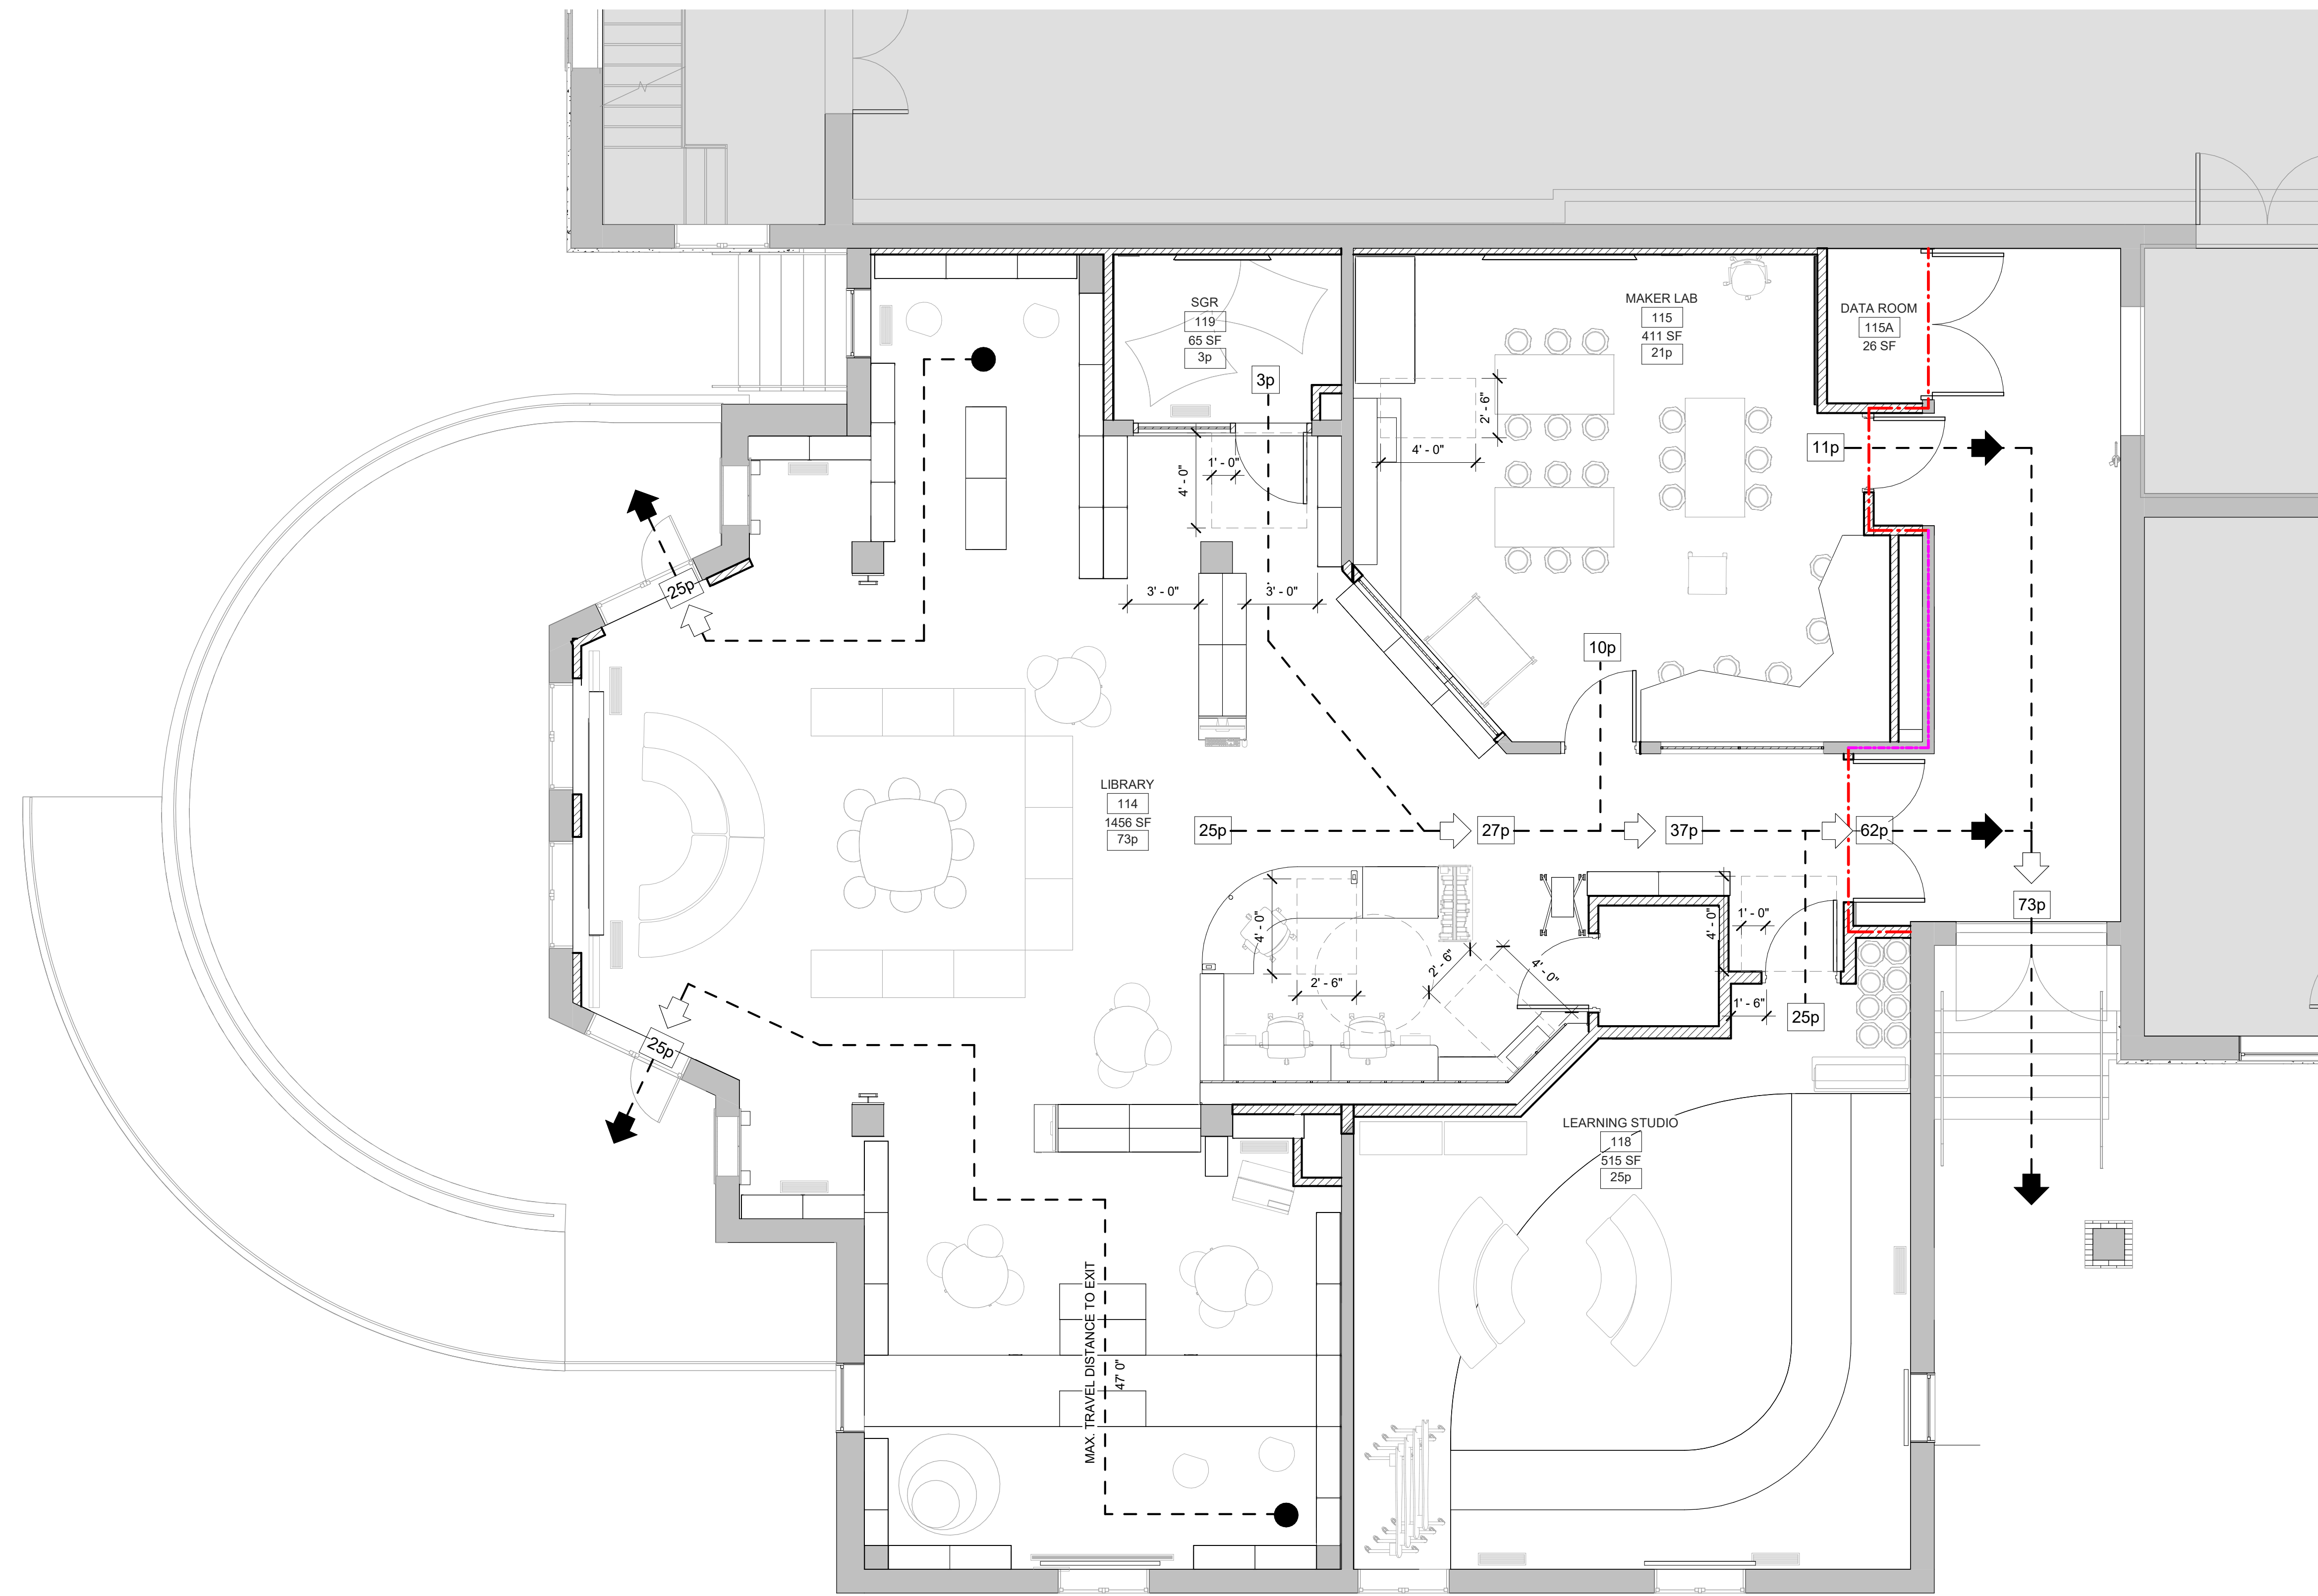 SGR
119
65 SF
3p
3p
MAKER LAB
115
411 SF
21p
DATA ROOM
115A
26 SF
2' - 6"
4' - 0"
11p
1' - 0"
4' - 0"
25p
3' - 0"
3' - 0"
10p
LIBRARY
114
1456 SF
73p
25p
27p
37p
62p
73p
4' - 0"
2' - 6"
2' - 6"
4' - 0"
4' - 0"
1' - 0"
1' - 6"
25p
25p
LEARNING STUDIO
118
515 SF
25p
MAX. TRAVEL DISTANCE TO EXIT
47' 0"